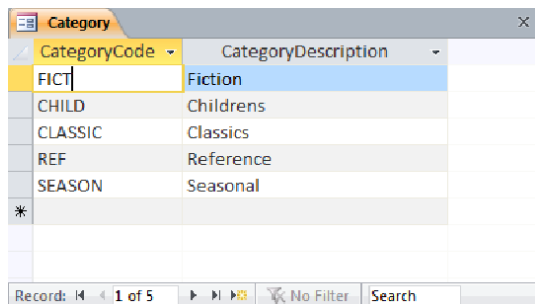 Category
CategoryCode CategoryDescription
FICT Fiction
CHILD Childrens
CLASSIC Classics
REF Reference
SEASON Seasonal
Record: 1 of 5 No Filter Search